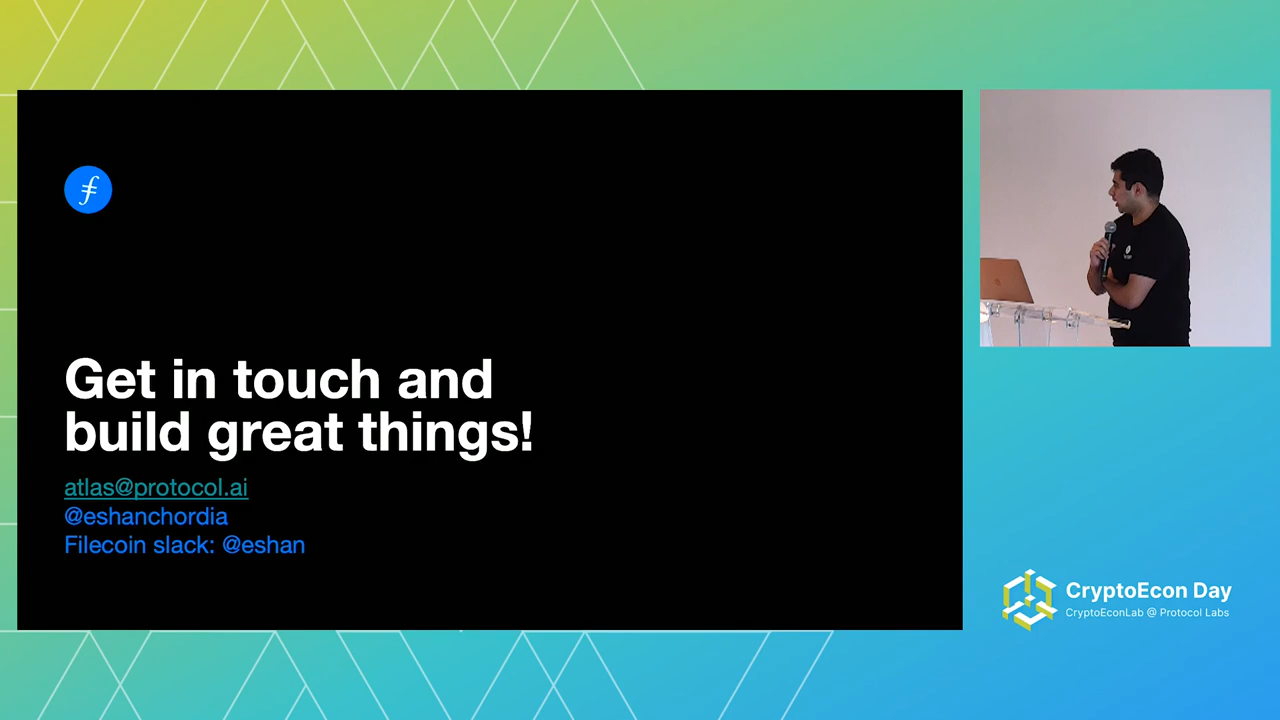 Get in touch and
build great things!
atlas@protocol.ai
@eshanchordia
Filecoin slack: @eshan
CryptoEcon Day
CryptoEconLab @ Protocol Labs